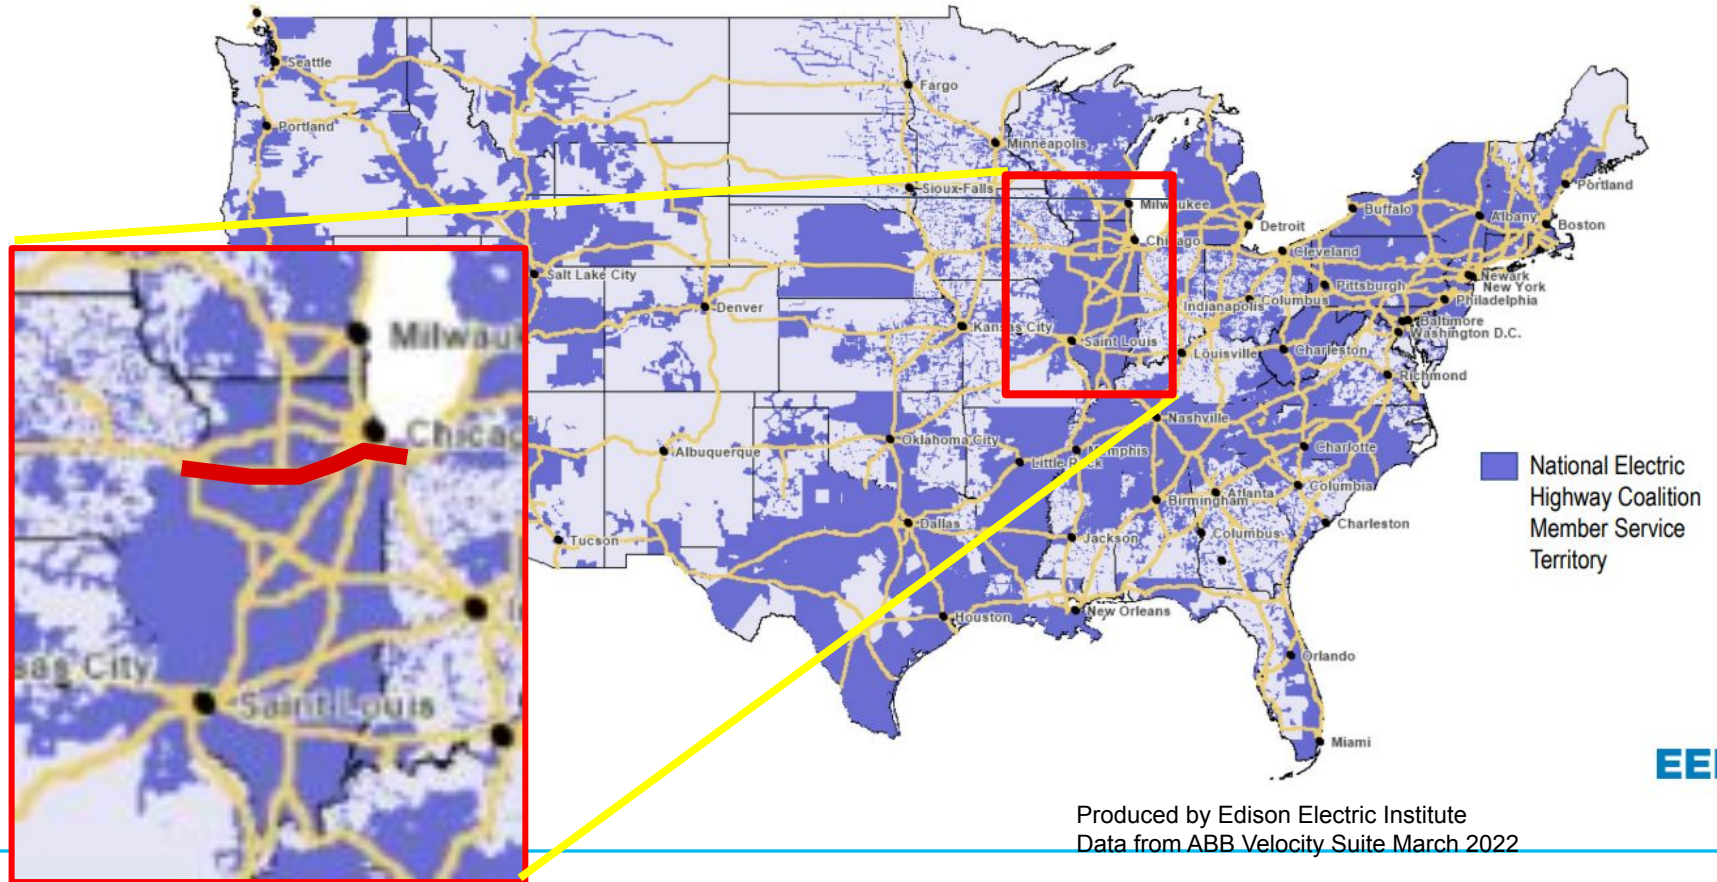 Seattle
Portland
Fargo
Minneapolis
Sioux Falls
Milwaukee
Chicago
Detroit
Buffalo
Albany
Portland
Boston
Cleveland
Newark
New York
Pittsburgh
Philadelphia
Salt Lake City
Denver
Kansas City
Saint Louis
Indianapolis
Columbus
Baltimore
Washington D.C.
Louisville
Charleston
Richmond
Albuquerque
Oklahoma City
Nashville
Memphis
Little Rock
Charlotte
Columbia
Atlanta
Birmingham
Charleston
Tucson
Dallas
Jackson
Columbus
Houston
New Orleans
Orlando
Miami
Milwauk
Chicag
sas City
Saint Louis
National Electric
Highway Coalition
Member Service
Territory
EEI
Produced by Edison Electric Institute
Data from ABB Velocity Suite March 2022